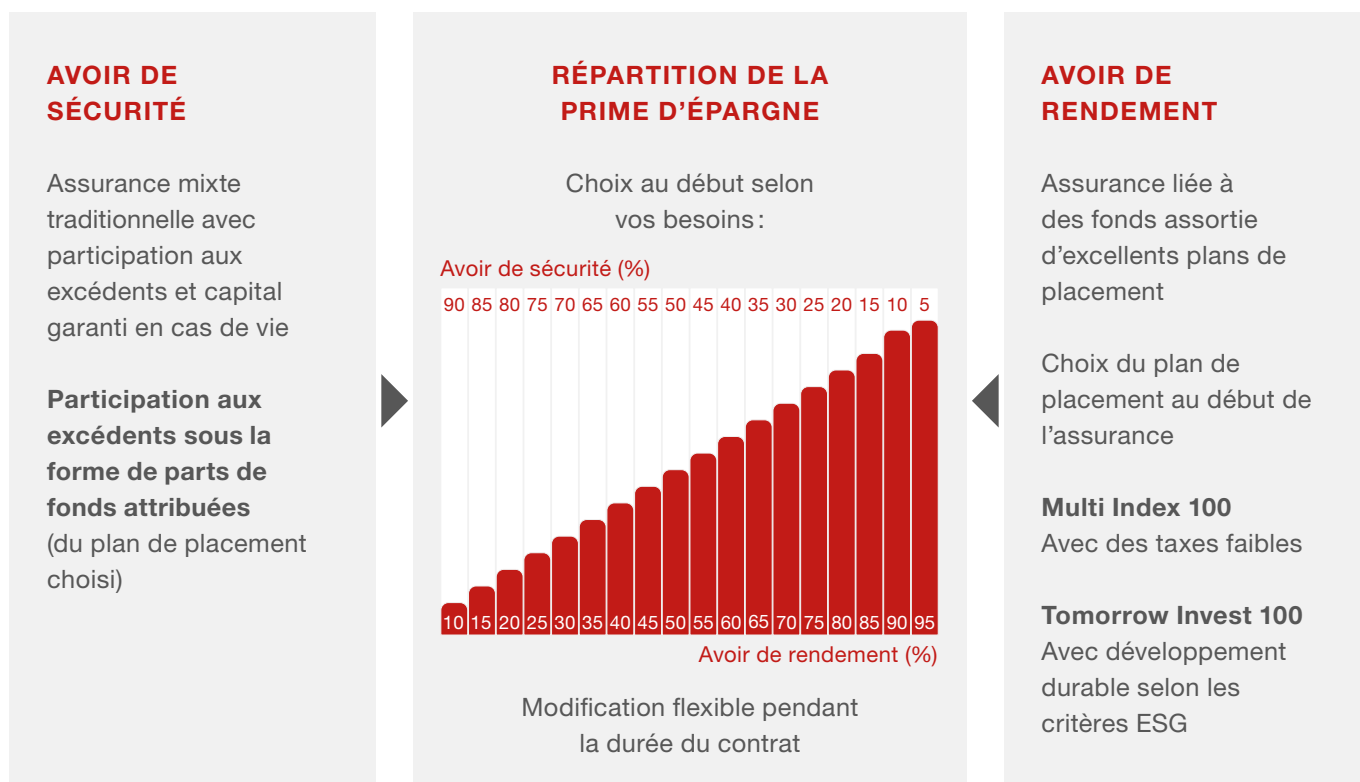 AVOIR DE
SÉCURITÉ
Assurance mixte
traditionnelle avec
participation aux
excédents et capital
garanti en cas de vie
Participation aux
excédents sous la
forme de parts de
fonds attribuées
(du plan de placement
choisi)
RÉPARTITION DE LA
PRIME D’ÉPARGNE
Choix au début selon
vos besoins :
Avoir de sécurité (%)
90 85 80 75 70 65 60 55 50 45 40 35 30 25 20 15 10 5
10 15 20 25 30 35 40 45 50 55 60 65 70 75 80 85 90 95
Avoir de rendement (%)
Modification flexible pendant
la durée du contrat
AVOIR DE
RENDEMENT
Assurance liée à
des fonds assortie
d’excellents plans de
placement
Choix du plan de
placement au début de
l’assurance
Multi Index 100
Avec des taxes faibles
Tomorrow Invest 100
Avec développement
durable selon les
critères ESG